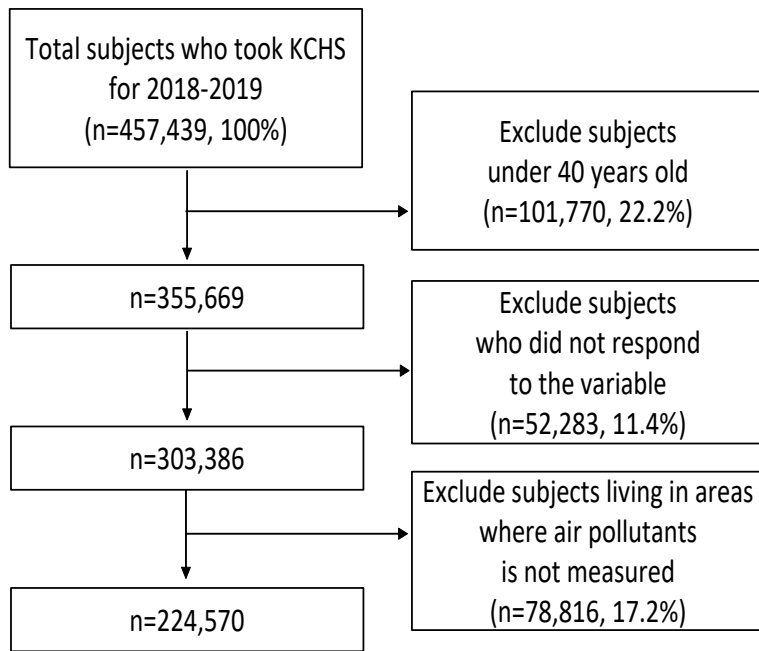 Total subjects who took KCHS
for 2018-2019
(n=457,439, 100%)
Exclude subjects
under 40 years old
(n=101,770, 22.2%)
n=355,669
Exclude subjects
who did not respond
to the variable
(n=52,283, 11.4%)
n=303,386
Exclude subjects living in areas
where air pollutants
is not measured
(n=78,816, 17.2%)
n=224,570